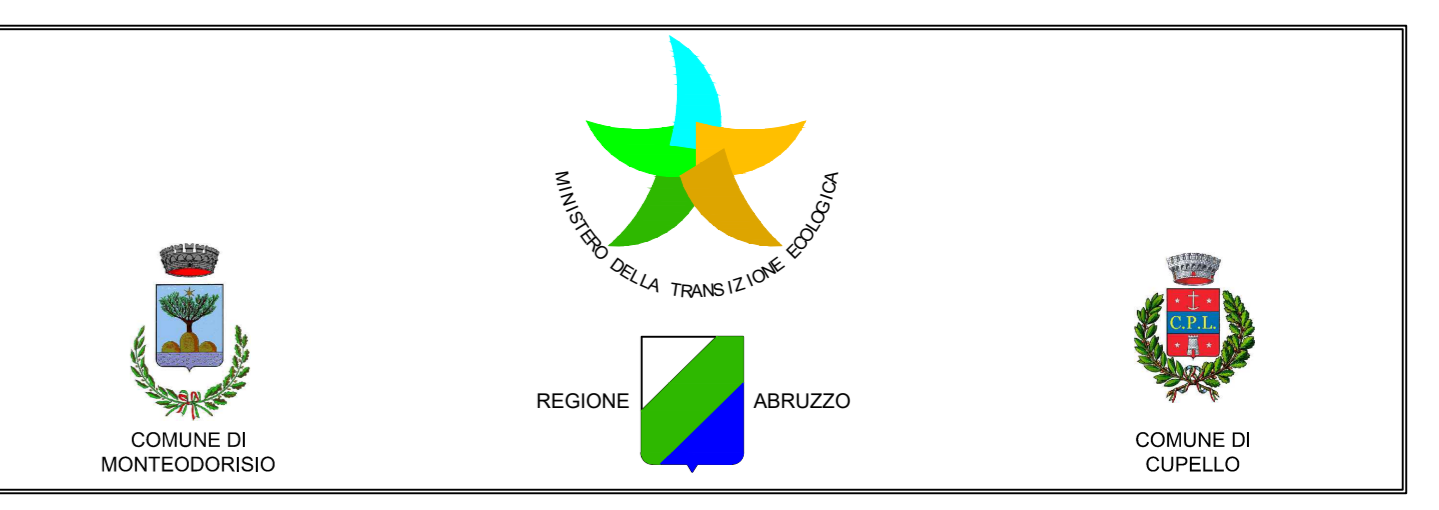 MINISTERO DELLA TRANSIZIONE ECOLOGICA
C.P.L.
REGIONE ABRUZZO
COMUNE DI
MONTEODORISIO
COMUNE DI
CUPELLO